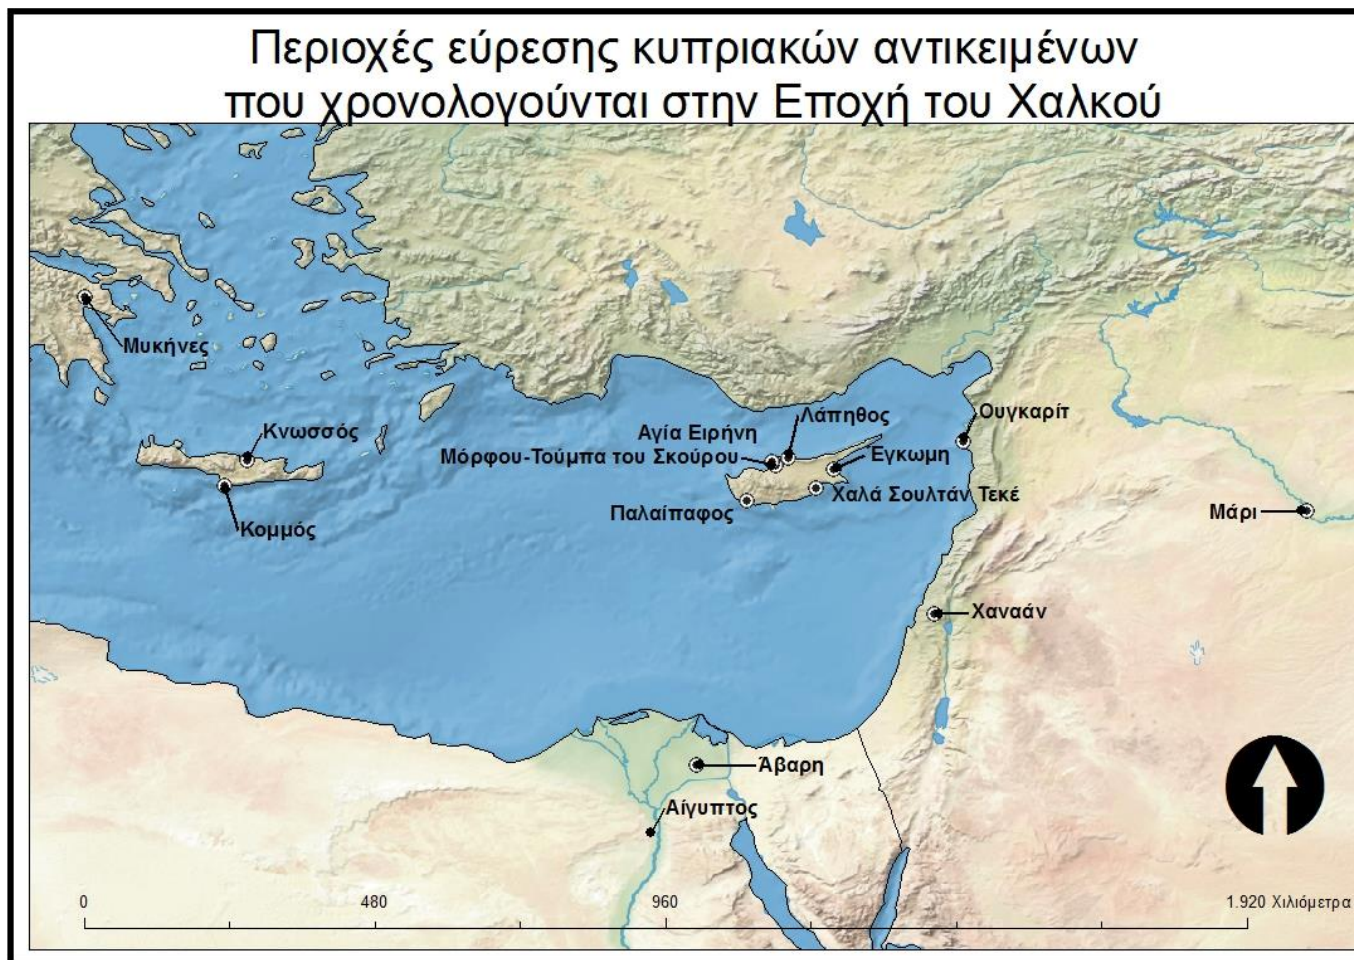 Περιοχές εύρεσης κυπριακών αντικειμένων
που χρονολογούνται στην Εποχή του Χαλκού
Μυκήνες
Κνωσσός
Κομμός
Λάπηθος
Αγία Ειρήνη
Μόρφου-Τούμπα του Σκούρου
Έγκωμη
Χαλά Σουλτάν Τεκέ
Παλαίπαφος
Ουγκαρίτ
Μάρι
Χαναάν
Άβαρη
Αίγυπτος
0 480 960 1.920 Χιλιόμετρα